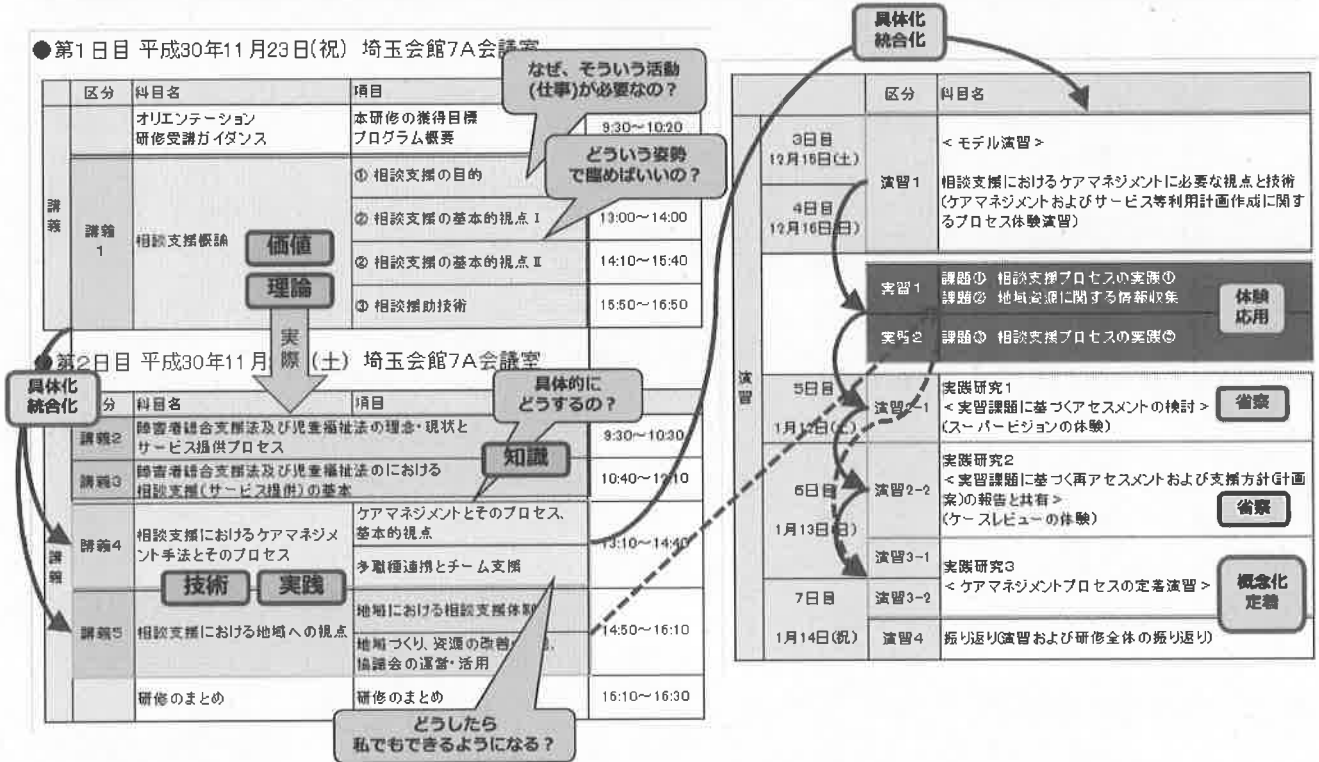 具体化
統合化
●第1日目 平成30年11月23日(祝) 埼玉会館7A会議室
なぜ、そういう活動
(仕事)が必要なの？
区分 科目名 項目
オリエンテーション
研修受講ガイダンス
本研修の獲得目標
プログラム概要
9:30～10:20
どういう姿勢
で臨めばいいの？
講義
講義
1
相談支援概論
価値
理論
① 相談支援の目的
② 相談支援の基本的視点Ⅰ
13:00～14:00
② 相談支援の基本的視点Ⅱ
14:10～15:40
③ 相談援助技術
15:50～16:50
実際
第2日目 平成30年11月 (土) 埼玉会館7A会議室
具体化
統合化
具体的に
どうするの？
分 科目名 項目
講義2
障害者総合支援法及び児童福祉法の理念・現状と
サービス提供プロセス
9:30～10:30
知識
講義3
障害者総合支援法及び児童福祉法のにおける
相談支援(サービス提供)の基本
10:40～12:10
講義
講義4
相談支援におけるケアマネジメ
ント手法とそのプロセス
ケアマネジメントとそのプロセス、
基本的視点
13:10～14:40
多職種連携とチーム支援
技術 実践
講義5
相談支援における地域への視点
地域における相談支援体制
14:50～16:10
地域づくり、資源の改善
協議会の運営・活用
研修のまとめ
研修のまとめ
16:10～16:30
どうしたら
私でもできるようになる？
区分 科目名
演習
3日目
12月15日(土)
4日目
12月16日(日)
演習1
< モデル演習 >
相談支援におけるケアマネジメントに必要な視点と技術
(ケアマネジメントおよびサービス等利用計画作成に関す
るプロセス体験演習)
実習1
課題① 相談支援プロセスの実践①
課題② 地域資源に関する情報収集
体験
応用
実習2
課題③ 相談支援プロセスの実践②
5日目
1月12日(土)
演習2-1
実践研究1
< 実習課題に基づくアセスメントの検討 >
(スーパービジョンの体験)
省察
6日目
1月13日(日)
演習2-2
実践研究2
< 実習課題に基づく再アセスメントおよび支援方針(計画
案)の報告と共有 >
(ケースレビューの体験)
省察
演習3-1
実践研究3
< ケアマネジメントプロセスの定着演習 >
概念化
定着
7日目
1月14日(祝)
演習3-2
演習4
振り返り(演習および研修全体の振り返り)